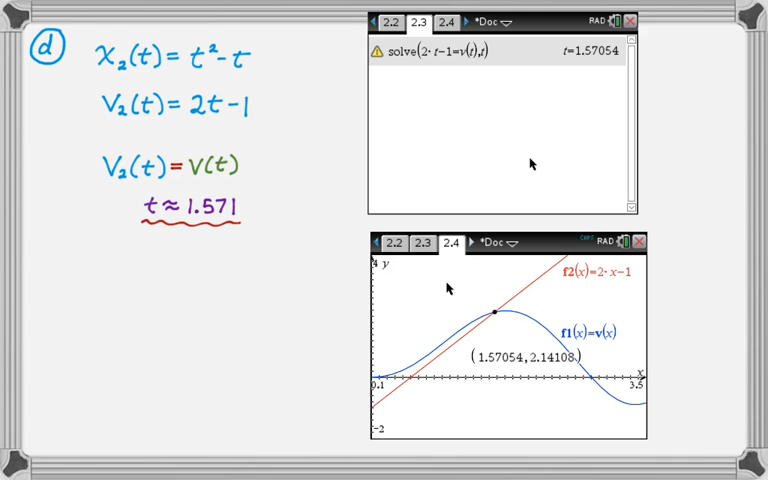 d
x₂(t) = t² - t
V₂(t) = 2t - 1
V₂(t) = V(t)
t ≈ 1.571
2.2 2.3 2.4 *Doc RAD
solve(2·t−1=v(t),t)
t=1.57054
2.2 2.3 2.4 *Doc RAD
4 y
f2(x)=2·x−1
f1(x)=v(x)
(1.57054,2.14108)
x
0.1
3.5
-2